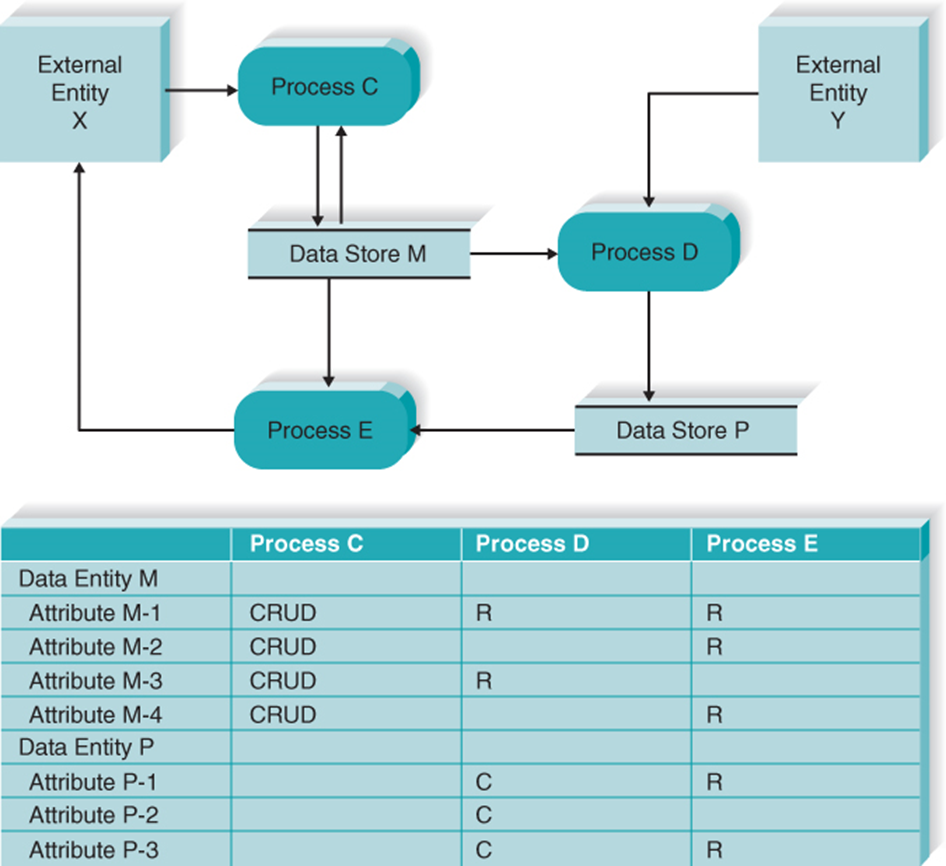 External
Entity
X
Process C
External
Entity
Y
Data Store M
Process D
Process E
Data Store P
Process C Process D Process E
Data Entity M
Attribute M-1 CRUD R R
Attribute M-2 CRUD R
Attribute M-3 CRUD R
Attribute M-4 CRUD R
Data Entity P
Attribute P-1 C R
Attribute P-2 C
Attribute P-3 C R